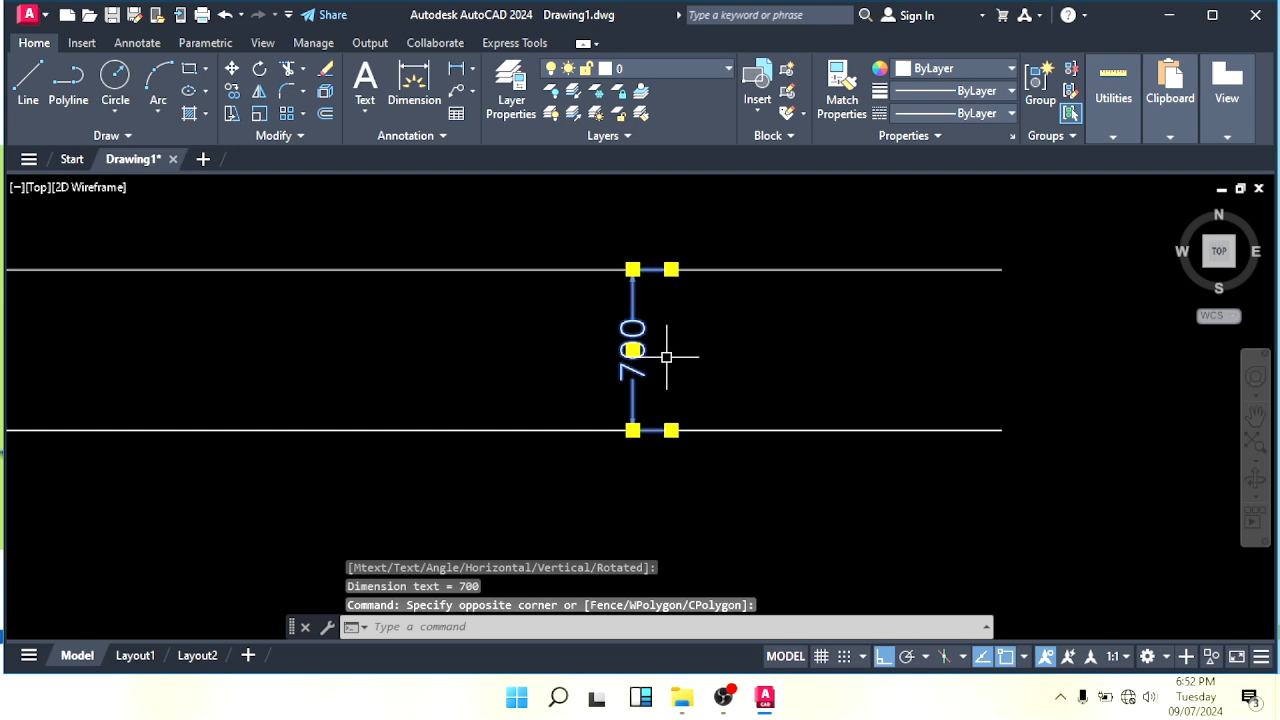 A CAD Share Autodesk AutoCAD 2024 Drawing1.dwg Type a keyword or phrase Sign In
Home Insert Annotate Parametric View Manage Output Collaborate Express Tools
0 ByLayer
ByLayer
ByLayer
Line Polyline Circle Arc Text Dimension Layer Properties Insert Match Properties Group Utilities Clipboard View
Draw Modify Annotation Layers Block Properties Groups
Start Drawing1* +
[−][Top][2D Wireframe]
N
W TOP E
S
WCS
700
[Mtext/Text/Angle/Horizontal/Vertical/Rotated]:
Dimension text = 700
Command: Specify opposite corner or [Fence/WPolygon/CPolygon]:
Type a command
Model Layout1 Layout2 + MODEL 1:1
6:52 PM
Tuesday
09/07/2024
3
A CAD